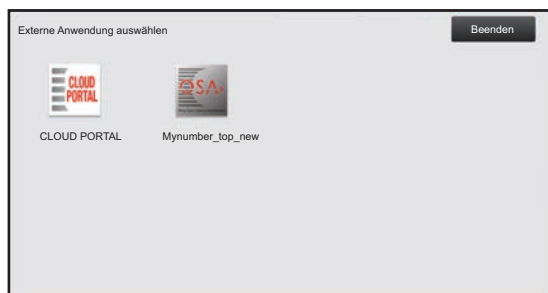 Externe Anwendung auswählen
Beenden
CLOUD
PORTAL
OSA
CLOUD PORTAL
Mynumber_top_new